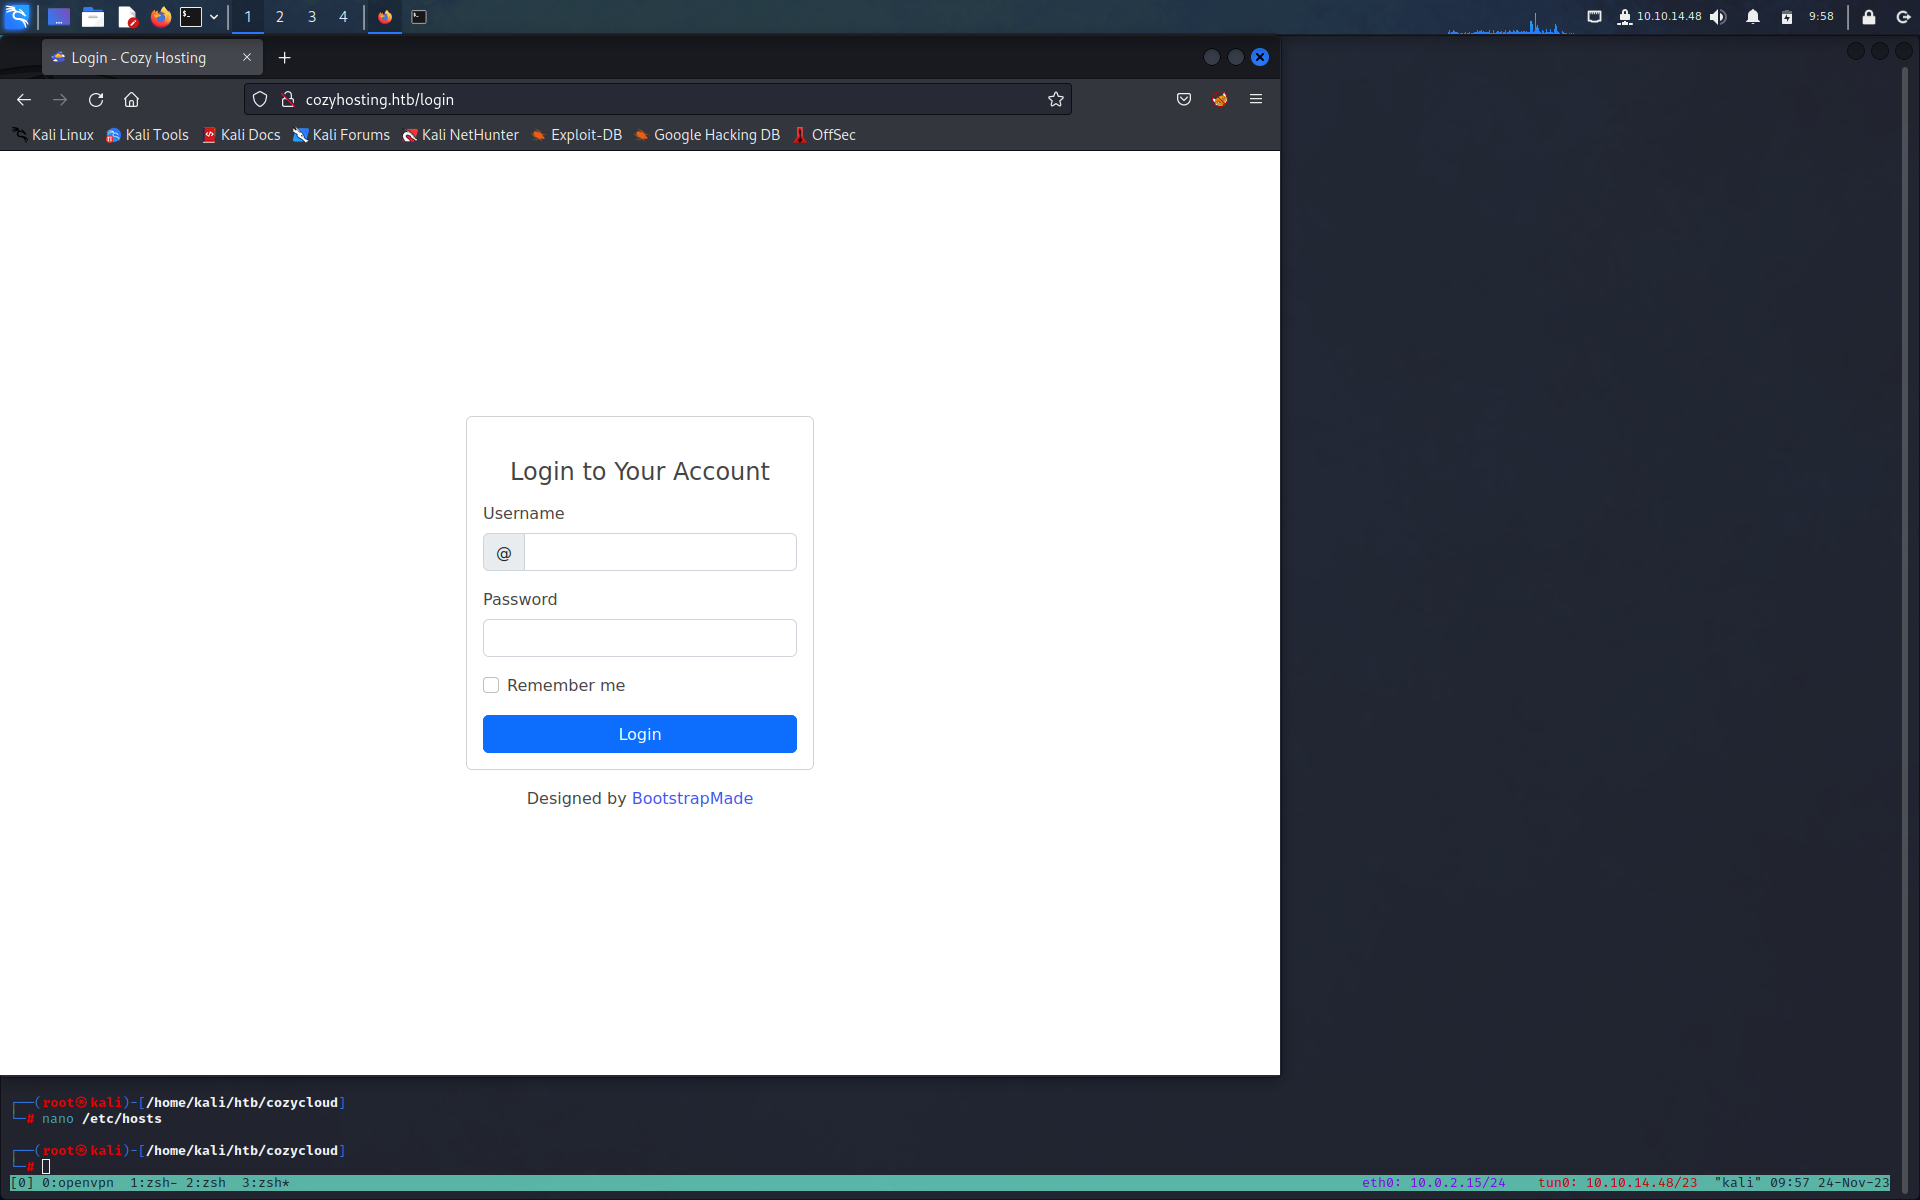 1 2 3 4 10.10.14.48 9:58
Login - Cozy Hosting
cozyhosting.htb/login
Kali Linux Kali Tools Kali Docs Kali Forums Kali NetHunter Exploit-DB Google Hacking DB OffSec
Login to Your Account
Username
@
Password
Remember me
Login
Designed by BootstrapMade
┌──(root㉿kali)-[/home/kali/htb/cozycloud]
└─# nano /etc/hosts
┌──(root㉿kali)-[/home/kali/htb/cozycloud]
└─#
[0] 0:openvpn 1:zsh- 2:zsh 3:zsh* eth0: 10.0.2.15/24 tun0: 10.10.14.48/23 "kali" 09:57 24-Nov-23